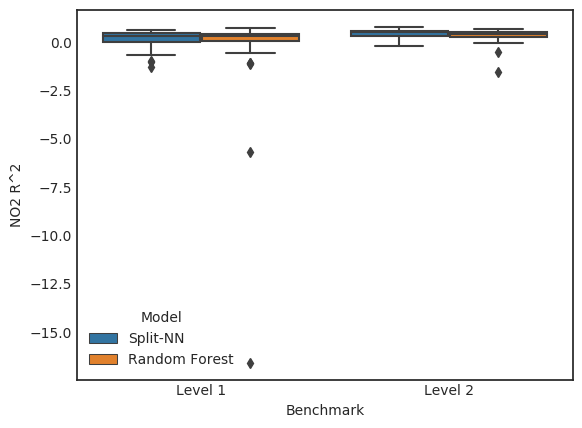 NO2 R^2
0.0
−2.5
−5.0
−7.5
−10.0
−12.5
−15.0
Model
Split-NN
Random Forest
Level 1 Level 2
Benchmark